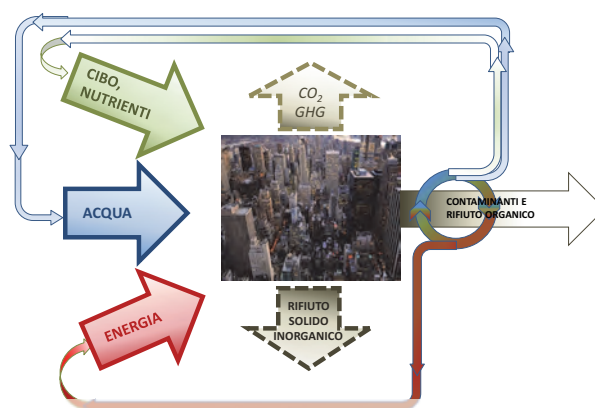 CIBO,
NUTRIENTI
CO2
GHG
ACQUA
CONTAMINANTI E
RIFIUTO ORGANICO
ENERGIA
RIFIUTO
SOLIDO
INORGANICO